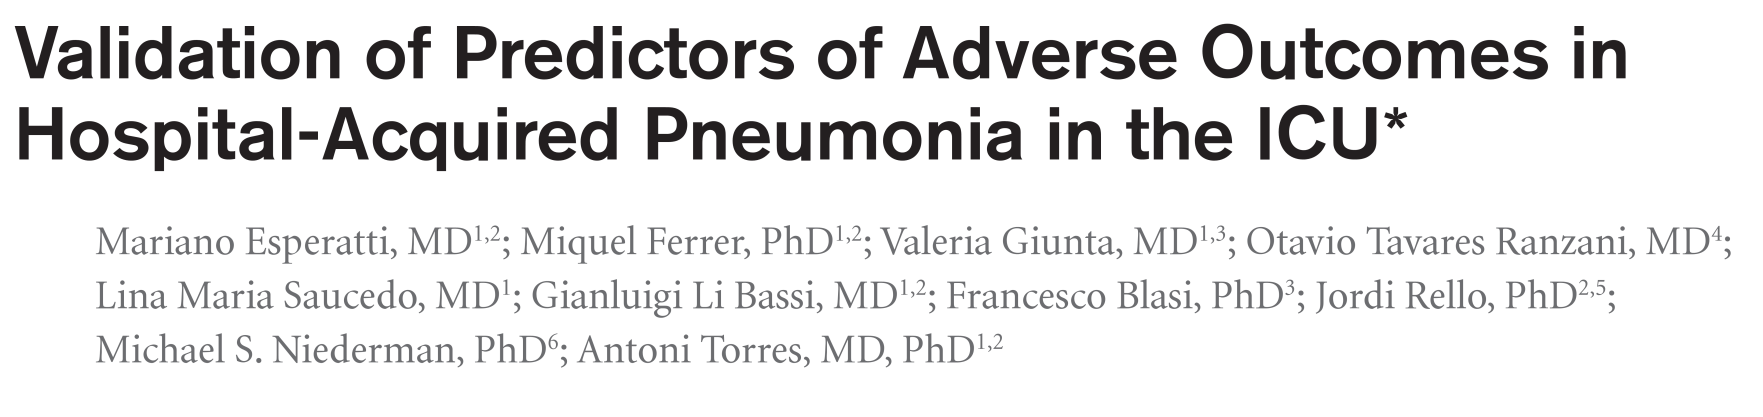 Validation of Predictors of Adverse Outcomes in
Hospital-Acquired Pneumonia in the ICU*
Mariano Esperatti, MD1,2; Miquel Ferrer, PhD1,2; Valeria Giunta, MD1,3; Otavio Tavares Ranzani, MD4;
Lina Maria Saucedo, MD1; Gianluigi Li Bassi, MD1,2; Francesco Blasi, PhD3; Jordi Rello, PhD2,5;
Michael S. Niederman, PhD6; Antoni Torres, MD, PhD1,2